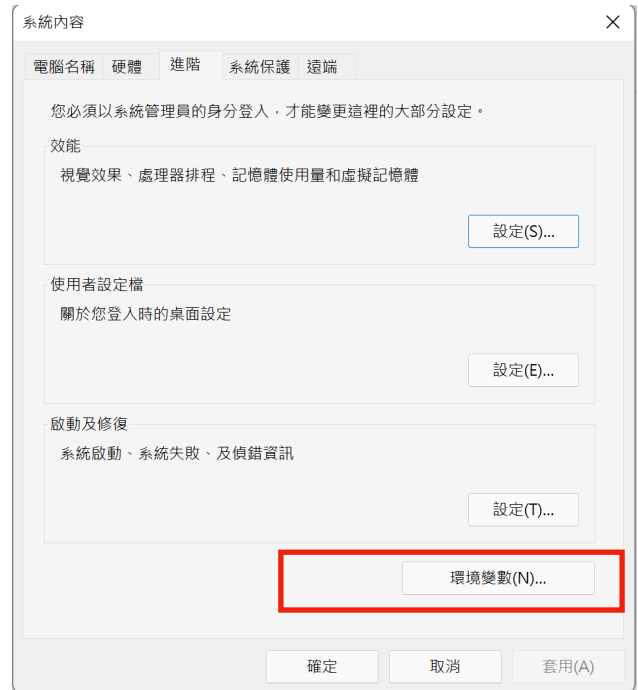 系統內容
電腦名稱 硬體 進階 系統保護 遠端
您必須以系統管理員的身分登入，才能變更這裡的大部分設定。
效能
視覺效果、處理器排程、記憶體使用量和虛擬記憶體
設定(S)...
使用者設定檔
關於您登入時的桌面設定
設定(E)...
啟動及修復
系統啟動、系統失敗、及偵錯資訊
設定(T)...
環境變數(N)...
確定 取消 套用(A)